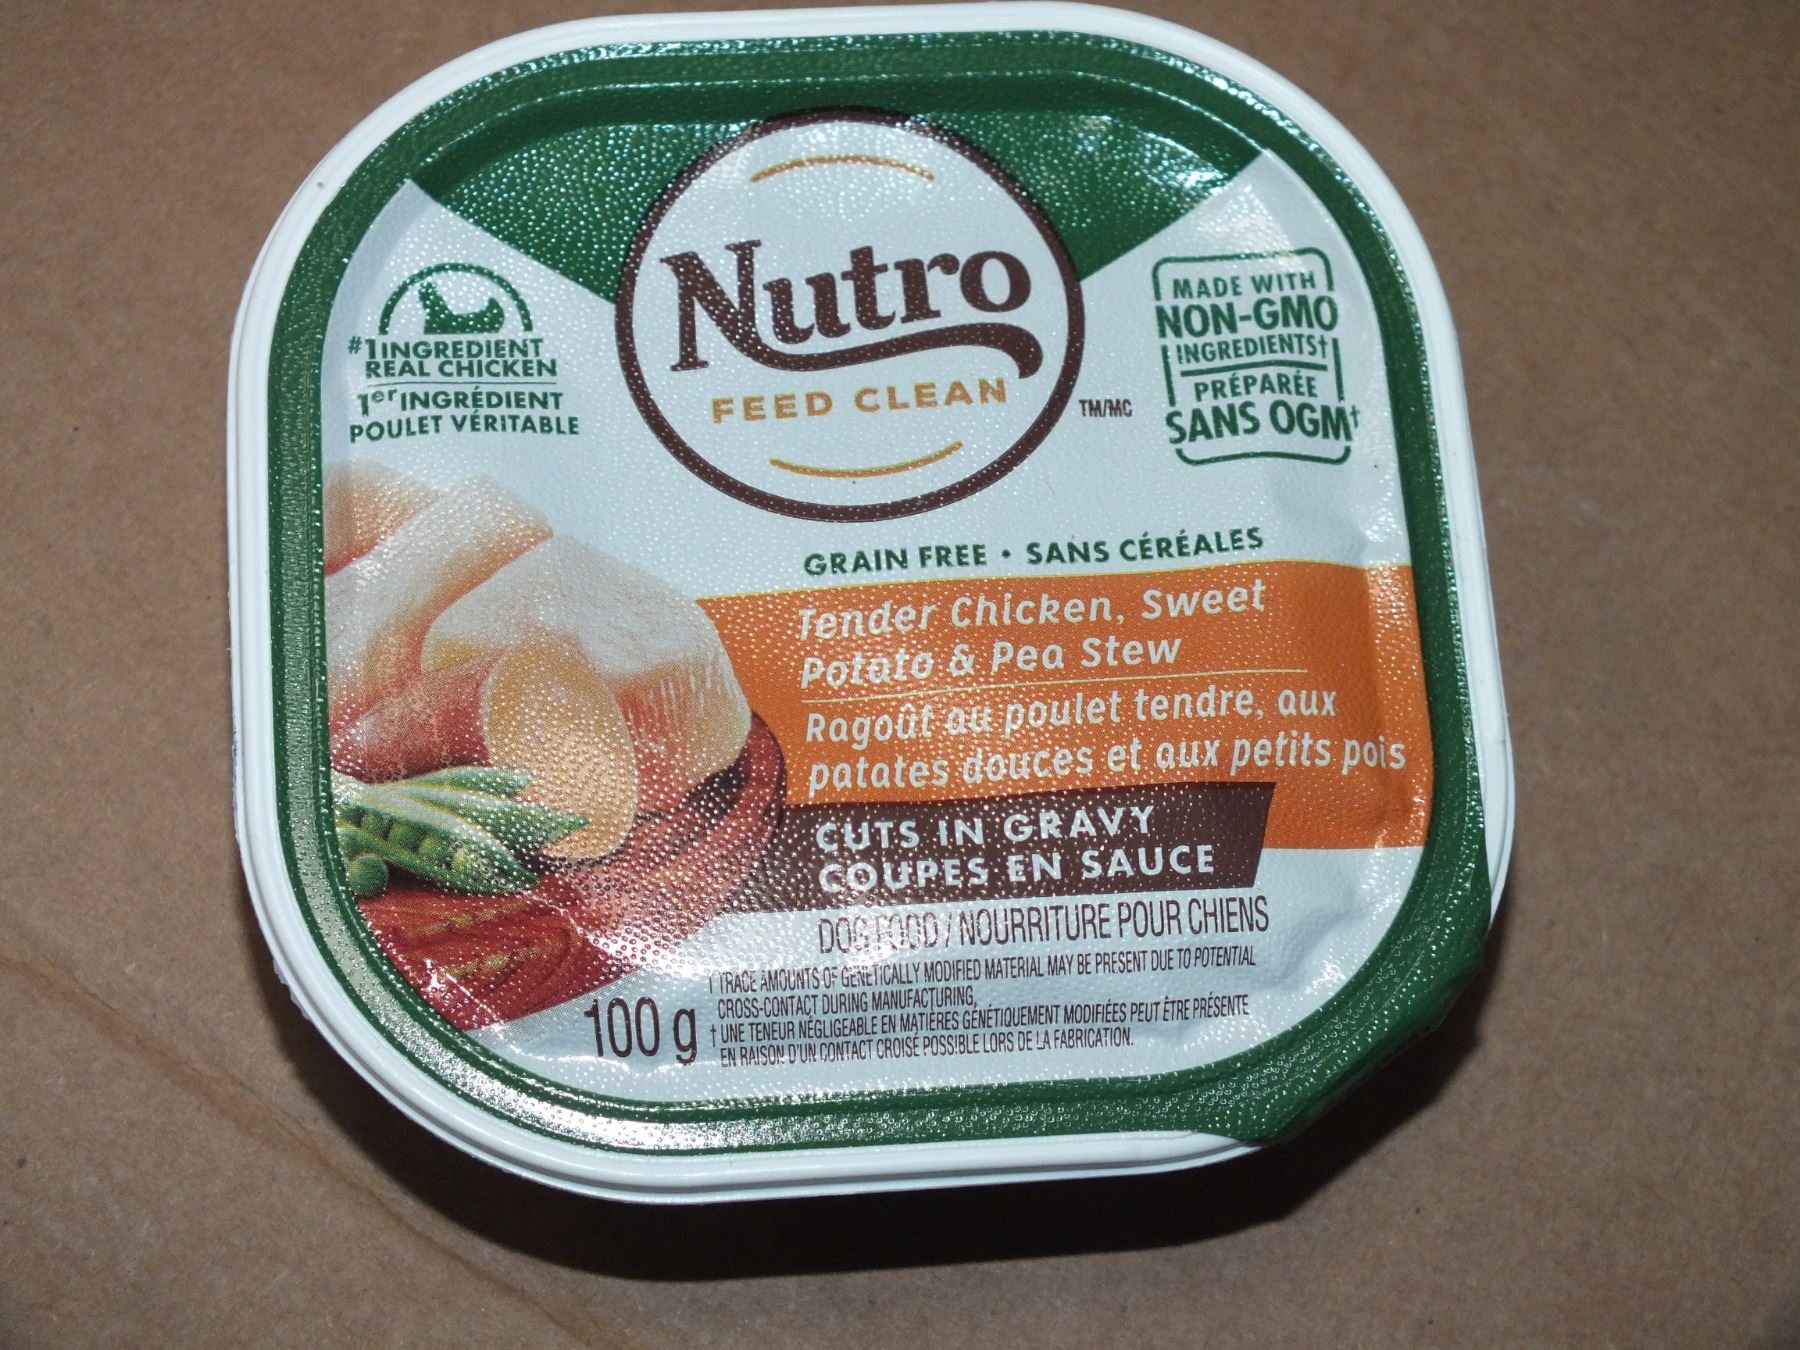 Nutro
FEED CLEAN
TM/MC
#1 INGREDIENT
REAL CHICKEN
1er INGRÉDIENT
POULET VÉRITABLE
MADE WITH
NON-GMO
INGREDIENTS†
PRÉPARÉE
SANS OGM†
GRAIN FREE • SANS CÉRÉALES
Tender Chicken, Sweet
Potato & Pea Stew
Ragoût au poulet tendre, aux
patates douces et aux petits pois
CUTS IN GRAVY
COUPES EN SAUCE
DOG FOOD / NOURRITURE POUR CHIENS
100 g
† TRACE AMOUNTS OF GENETICALLY MODIFIED MATERIAL MAY BE PRESENT DUE TO POTENTIAL
CROSS-CONTACT DURING MANUFACTURING,
† UNE TENEUR NÉGLIGEABLE EN MATIÈRES GÉNÉTIQUEMENT MODIFIÉES PEUT ÊTRE PRÉSENTE
EN RAISON D'UN CONTACT CROISÉ POSSIBLE LORS DE LA FABRICATION.